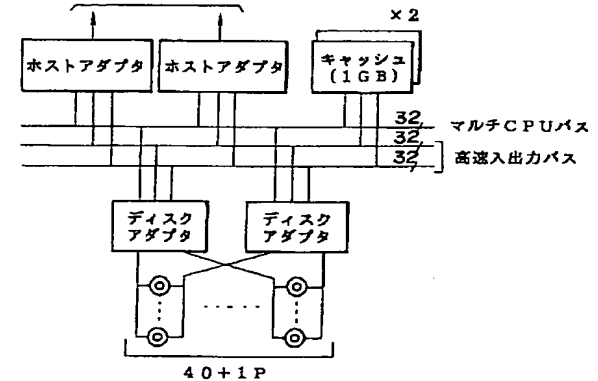 ×2
ホストアダプタ
ホストアダプタ
キャッシュ
(1GB)
32
マルチCPUバス
32
32
高速入出力バス
ディスク
アダプタ
ディスク
アダプタ
40+1P